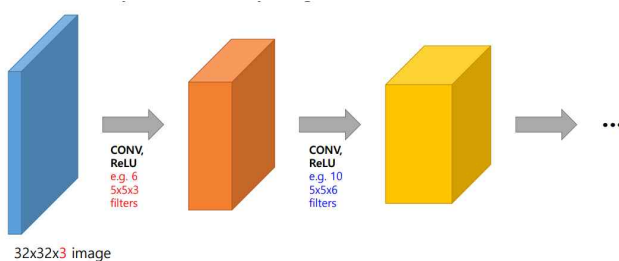 CONV,
ReLU
e.g. 6
5x5x3
filters
CONV,
ReLU
e.g. 10
5x5x6
filters
...
32x32x3 image